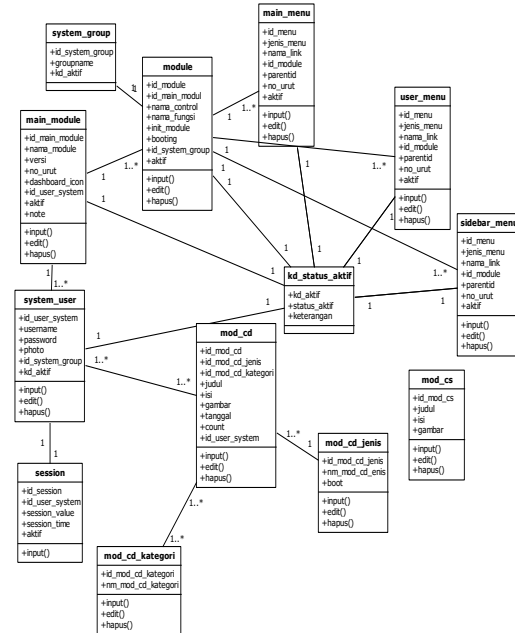 system_group
+id_system_group
+groupname
+kd_aktif
module
+id_module
+id_main_modul
+nama_control
+nama_fungsi
+init_module
+booting
+id_system_group
+aktif
+input()
+edit()
+hapus()
main_menu
+id_menu
+jenis_menu
+nama_link
+id_module
+parentid
+no_urut
+aktif
+input()
+edit()
+hapus()
user_menu
+id_menu
+jenis_menu
+nama_link
+id_module
+parentid
+no_urut
+aktif
+input()
+edit()
+hapus()
main_module
+id_main_module
+nama_module
+versi
+no_urut
+dashboard_icon
+id_user_system
+aktif
+note
+input()
+edit()
+hapus()
sidebar_menu
+id_menu
+jenis_menu
+nama_link
+id_module
+parentid
+no_urut
+aktif
+input()
+edit()
+hapus()
kd_status_aktif
+kd_aktif
+status_aktif
+keterangan
system_user
+id_user_system
+username
+password
+photo
+id_system_group
+kd_aktif
+input()
+edit()
+hapus()
mod_cd
+id_mod_cd
+id_mod_cd_jenis
+id_mod_cd_kategori
+judul
+isi
+gambar
+tanggal
+count
+id_user_system
+input()
+edit()
+hapus()
mod_cs
+id_mod_cs
+judul
+isi
+gambar
+input()
+edit()
+hapus()
mod_cd_jenis
+id_mod_cd_jenis
+nm_mod_cd_enis
+boot
+input()
+edit()
+hapus()
session
+id_session
+id_user_system
+session_value
+session_time
+aktif
+input()
mod_cd_kategori
+id_mod_cd_kategori
+nm_mod_cd_kategori
+input()
+edit()
+hapus()
1
1
1
1..*
1
1..*
1
1..*
1
1
1
1
1
1
1
1..*
1
1
1
1
1
1..*
1
1
1..*
1..*
1..*
1
1
1
1..*
1..*